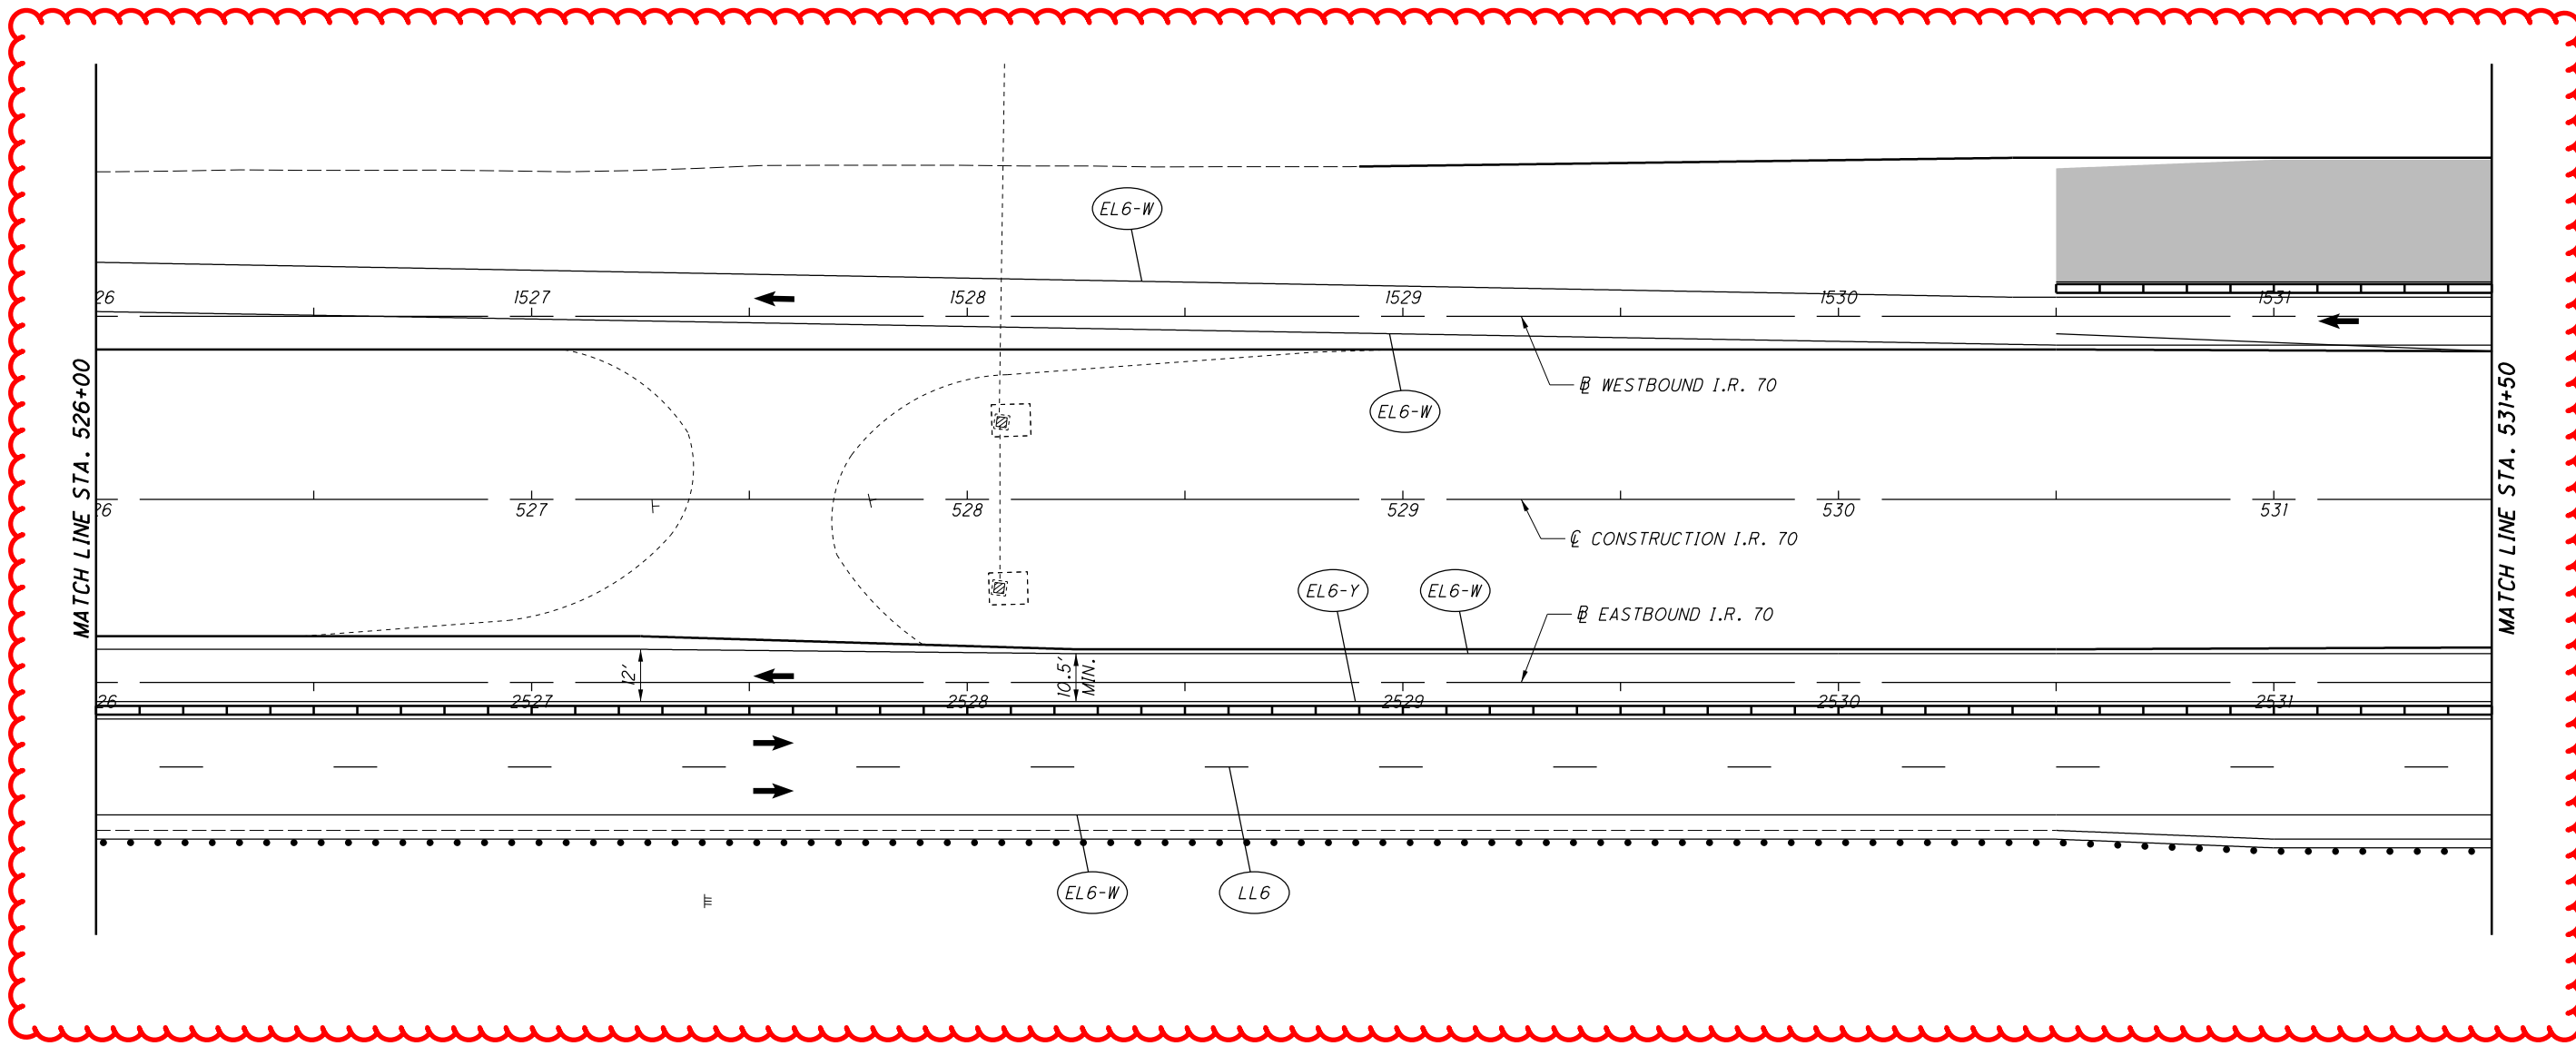 EL6-W
26 1527 1528 1529 1530 1531
℄ WESTBOUND I.R. 70
EL6-W
MATCH LINE STA. 526+00
MATCH LINE STA. 531+50
26 527 528 529 530 531
℄ CONSTRUCTION I.R. 70
EL6-Y
EL6-W
EASTBOUND I.R. 70
12'
10.5'
MIN.
26 2527 2528 2529 2530 2531
EL6-W
LL6